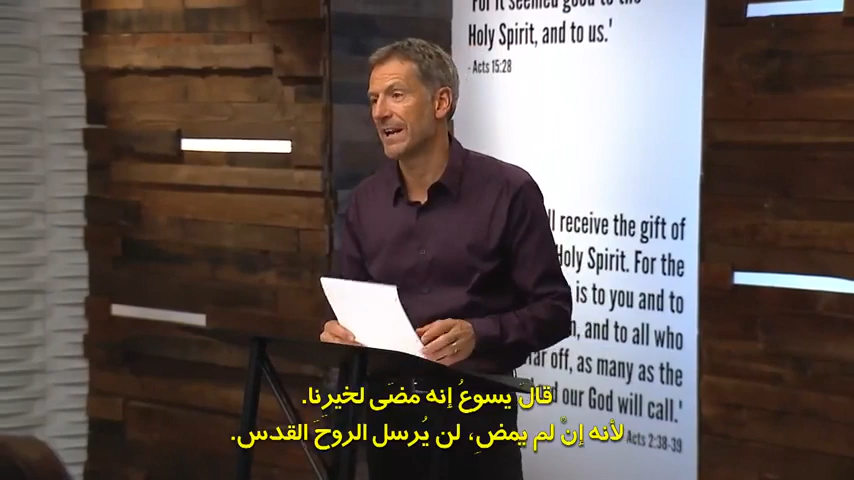 'For it seemed good to the
Holy Spirit, and to us.'
- Acts 15:28
receive the gift of
Holy Spirit. For the
is to you and to
and to all who
far off, as many as the
our God will call.'
Acts 2:38-39
قالَ يسوعُ إنه مَضَى لخيرِنا.
لأنه إنْ لم يمضِ، لن يُرسل الروحَ القدس.